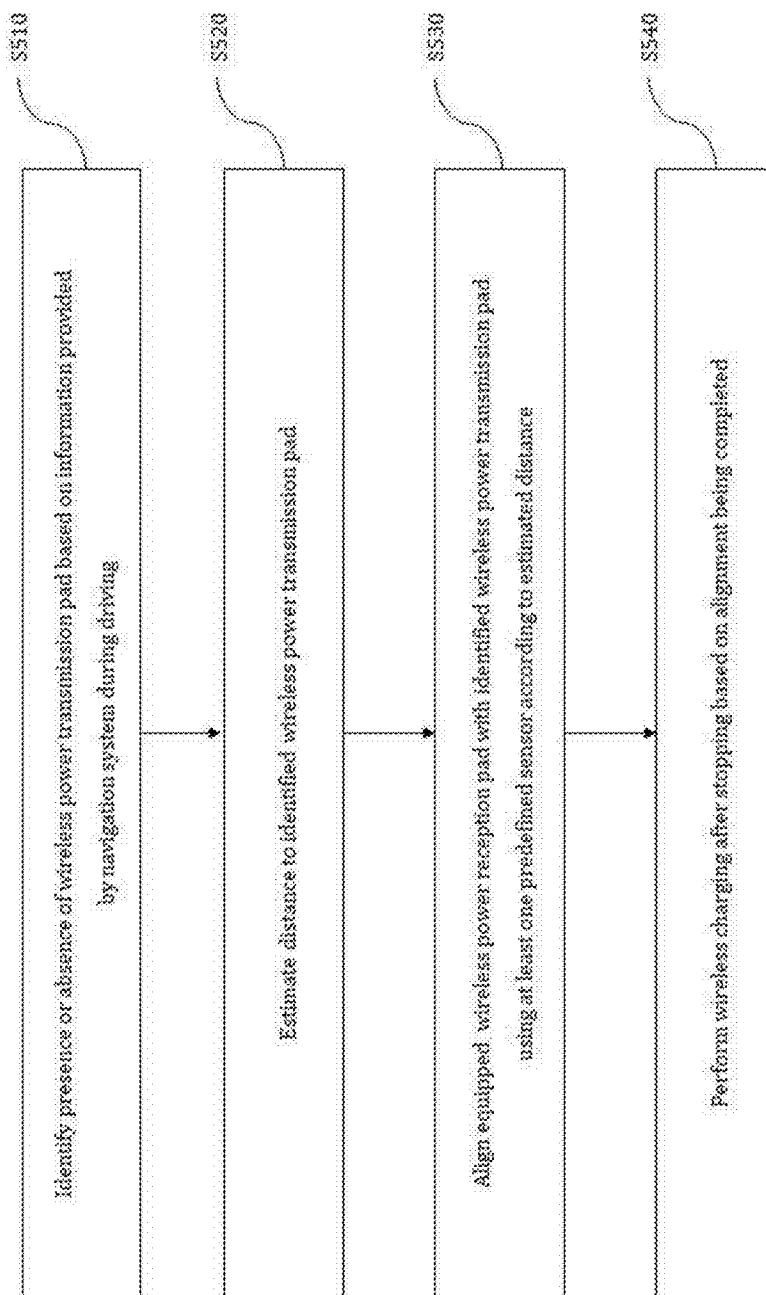 S510
Identify presence or absence of wireless power transmission pad based on information provided
by navigation system during driving
S520
Estimate distance to identified wireless power transmission pad
S530
Align equipped wireless power reception pad with identified wireless power transmission pad
using at least one predefined sensor according to estimated distance
S540
Perform wireless charging after stopping based on alignment being completed